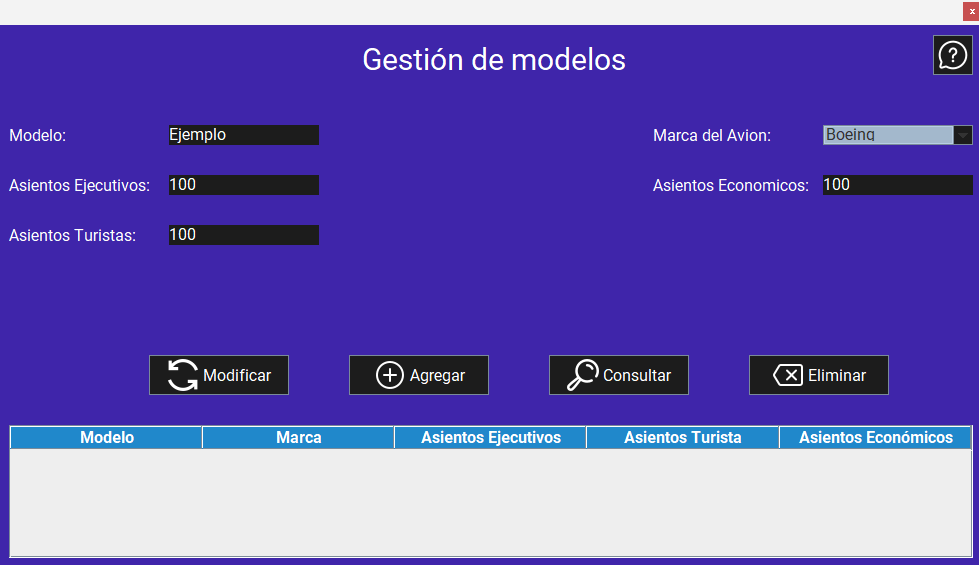 x
Gestión de modelos
?
Modelo: Ejemplo Marca del Avion: Boeing
Asientos Ejecutivos: 100 Asientos Economicos: 100
Asientos Turistas: 100
Modificar Agregar Consultar Eliminar
Modelo Marca Asientos Ejecutivos Asientos Turista Asientos Económicos